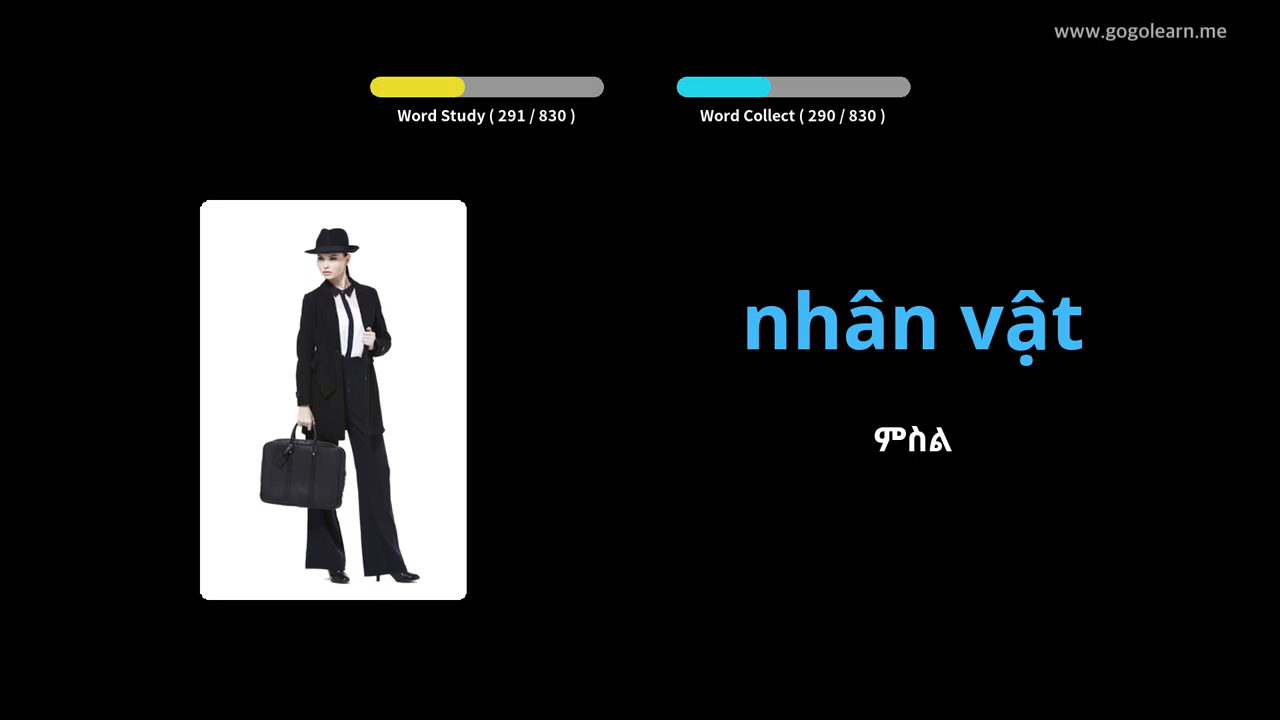 www.gogolearn.me
Word Study ( 291 / 830 )
Word Collect ( 290 / 830 )
nhân vật
ምስል